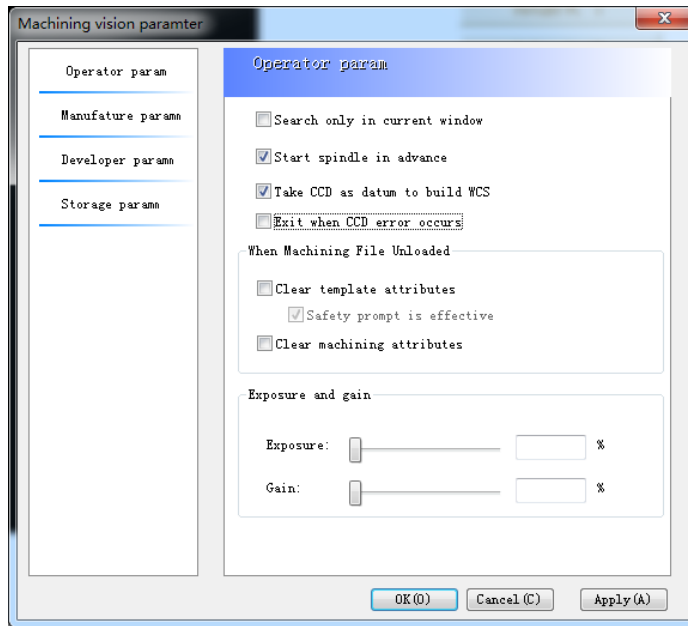 Machining vision paramter
Operator param
Manufature paramn
Developer paramn
Storage paramn
Operator param
Search only in current window
Start spindle in advance
Take CCD as datum to build WCS
Exit when CCD error occurs
When Machining File Unloaded
Clear template attributes
Safety prompt is effective
Clear machining attributes
Exposure and gain
Exposure: %
Gain: %
OK(O) Cancel(C) Apply(A)